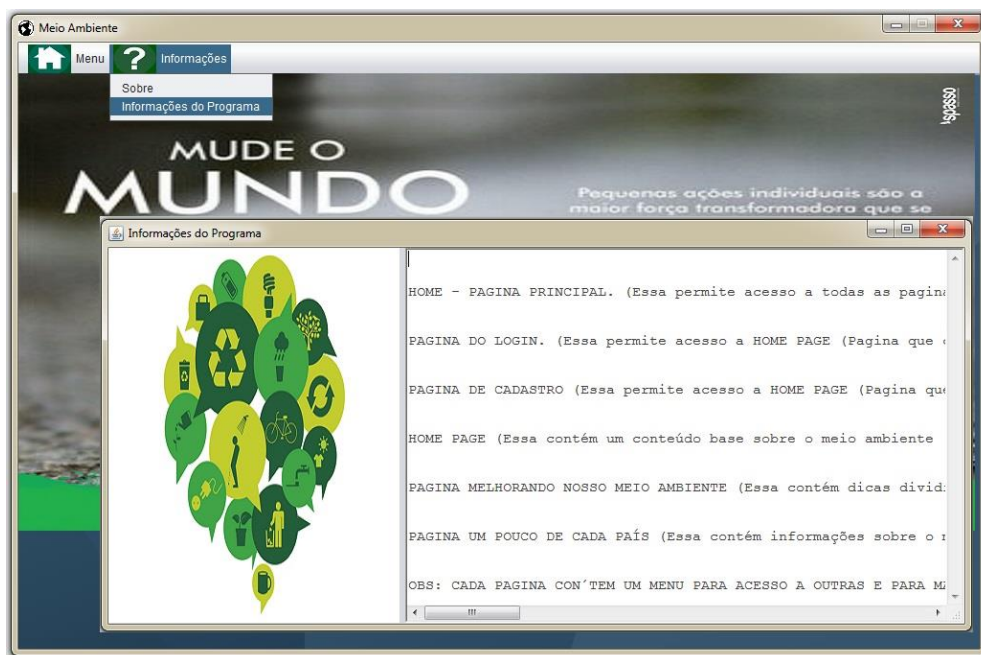 Meio Ambiente
Menu ? Informações
Sobre
Informações do Programa
spasso
MUDE O
MUNDO
Pequenas ações individuais são a
maior força transformadora que se
Informações do Programa
HOME - PAGINA PRINCIPAL. (Essa permite acesso a todas as
PAGINA DO LOGIN. (Essa permite acesso a HOME PAGE (Pagina que
PAGINA DE CADASTRO (Essa permite acesso a HOME PAGE (Pagina que
HOME PAGE (Essa contém um conteúdo base sobre o meio ambiente
PAGINA MELHORANDO NOSSO MEIO AMBIENTE (Essa contém dicas
PAGINA UM POUCO DE CADA PAÍS (Essa contém informações sobre o
OBS: CADA PAGINA CON´TEM UM MENU PARA ACESSO A OUTRAS E PARA